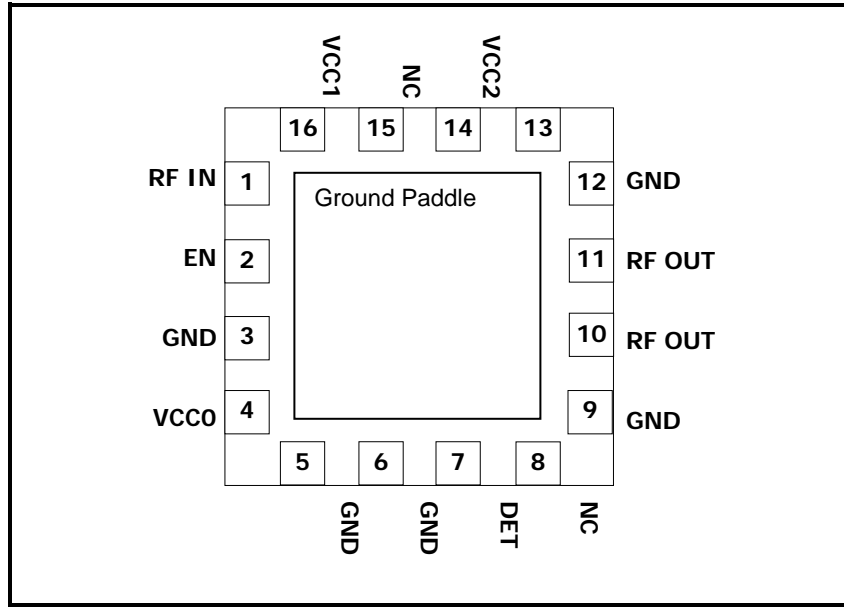 VCC1 NC VCC2
16 15 14 13
RF IN 1 12 GND
Ground Paddle
EN 2 11 RF OUT
GND 3 10 RF OUT
VCC0 4 9 GND
5 6 7 8
GND GND DET NC